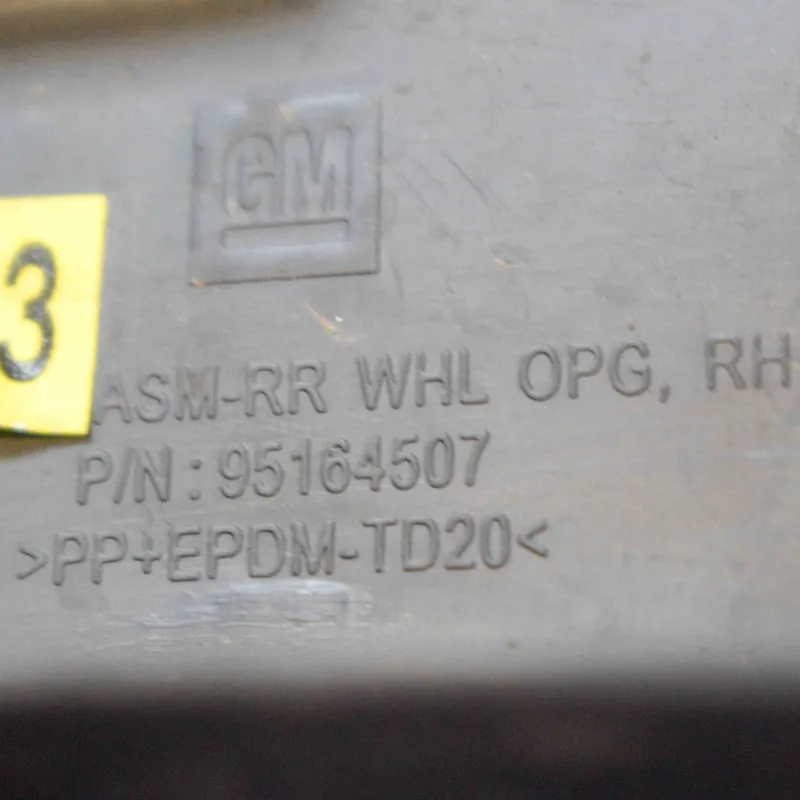 GM
3
ASM-RR WHL OPG, RH
P/N: 95164507
>PP+EPDM-TD20<